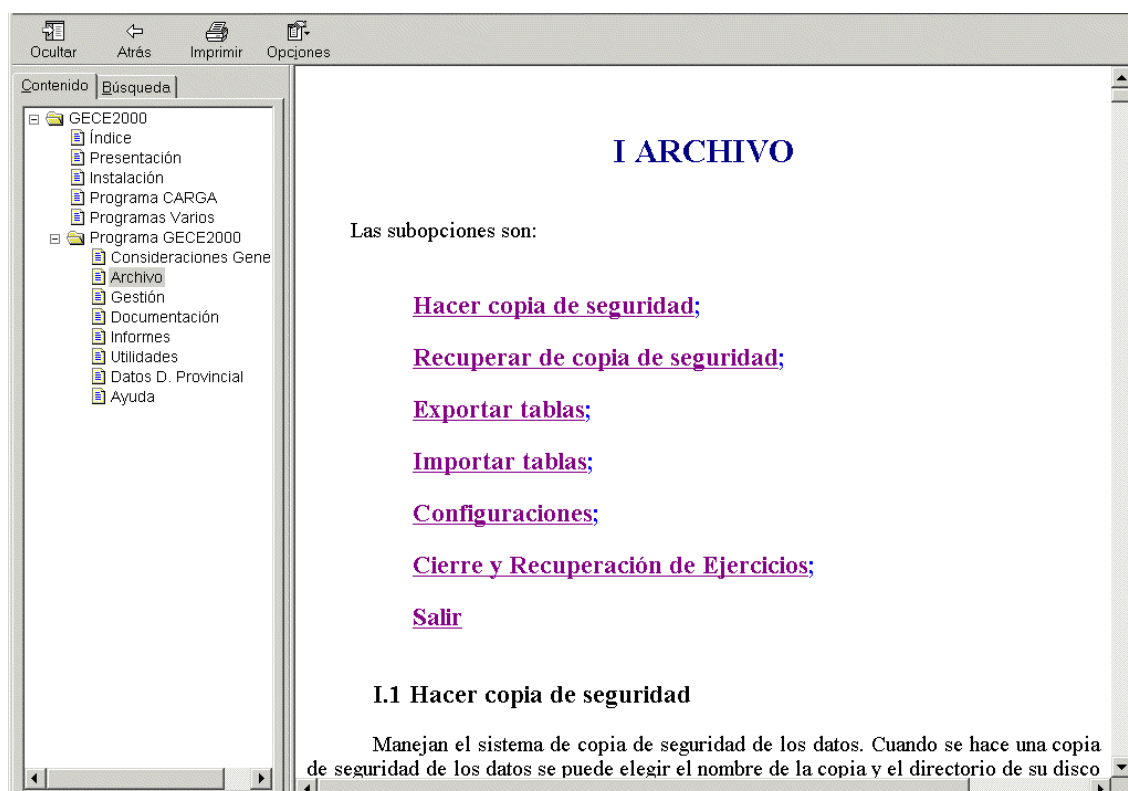 Ocultar Atrás Imprimir Opciones
Contenido Búsqueda
GECE2000
Índice
Presentación
Instalación
Programa CARGA
Programas Varios
Programa GECE2000
Consideraciones Gene
Archivo
Gestión
Documentación
Informes
Utilidades
Datos D. Provincial
Ayuda
I ARCHIVO
Las subopciones son:
Hacer copia de seguridad;
Recuperar de copia de seguridad;
Exportar tablas;
Importar tablas;
Configuraciones;
Cierre y Recuperación de Ejercicios;
Salir
I.1 Hacer copia de seguridad
Manejan el sistema de copia de seguridad de los datos. Cuando se hace una copia
de seguridad de los datos se puede elegir el nombre de la copia y el directorio de su disco